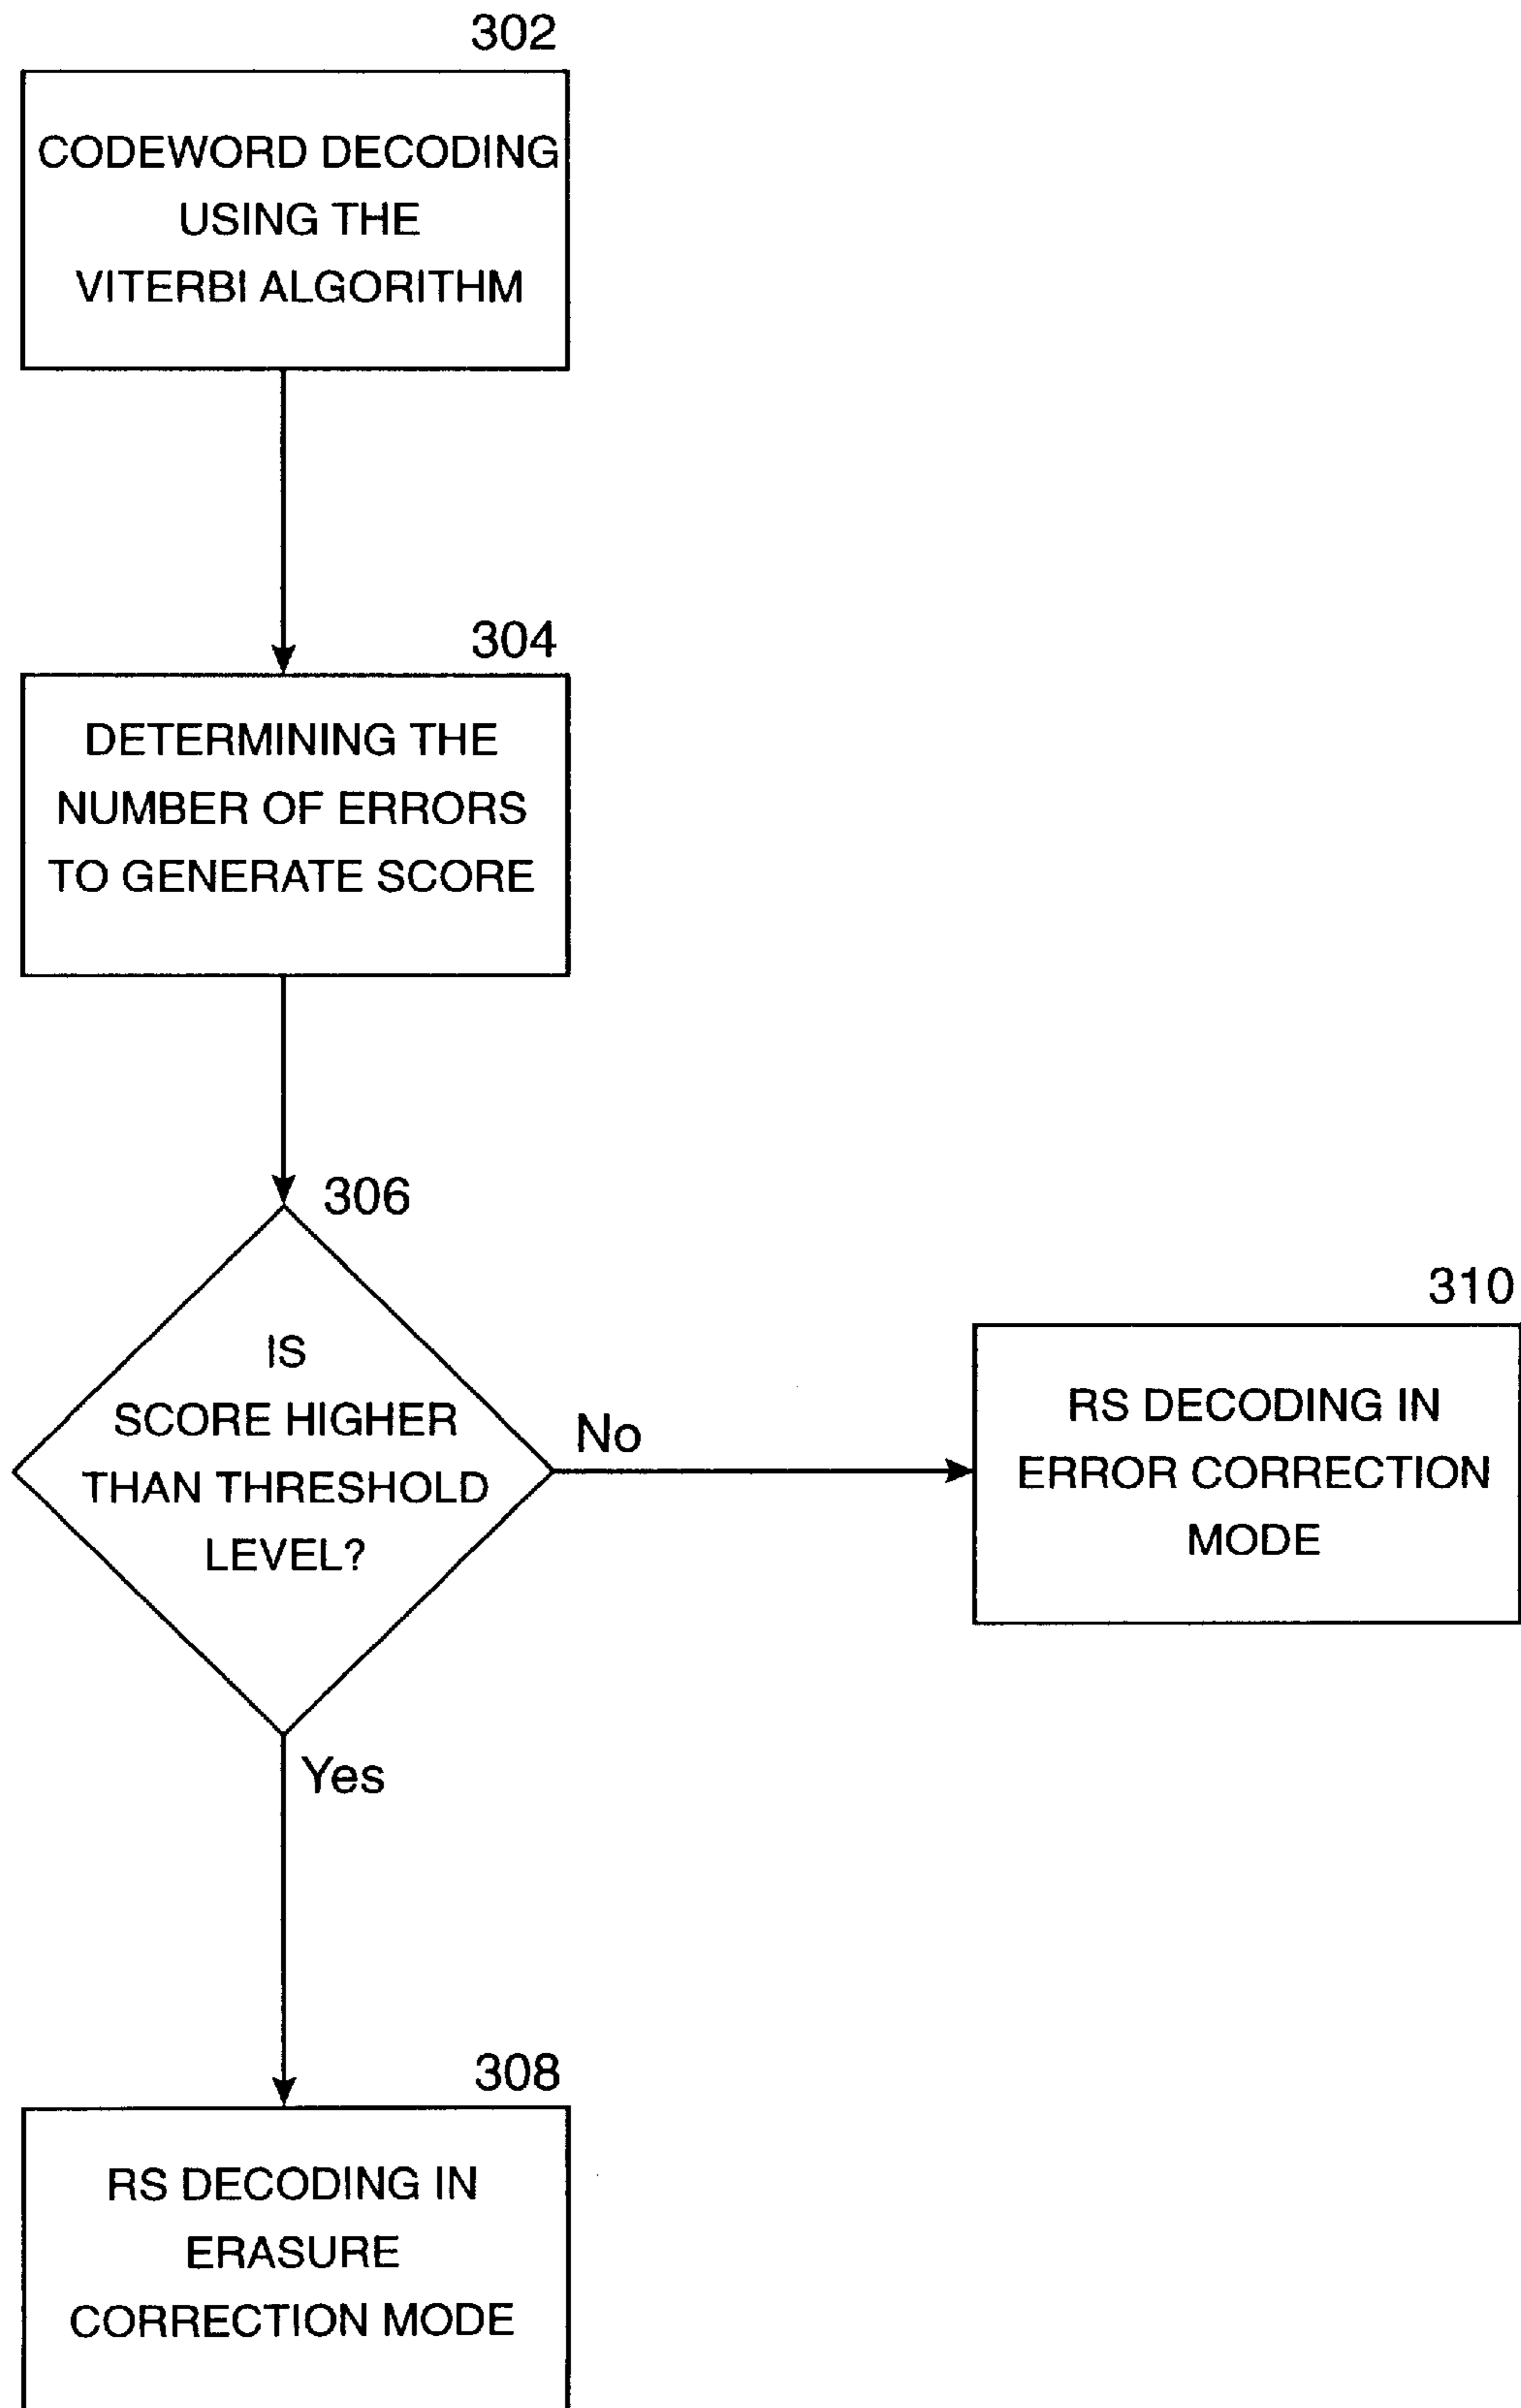 302
CODEWORD DECODING
USING THE
VITERBI ALGORITHM
304
DETERMINING THE
NUMBER OF ERRORS
TO GENERATE SCORE
306
IS
SCORE HIGHER
THAN THRESHOLD
LEVEL?
No
310
RS DECODING IN
ERROR CORRECTION
MODE
Yes
308
RS DECODING IN
ERASURE
CORRECTION MODE